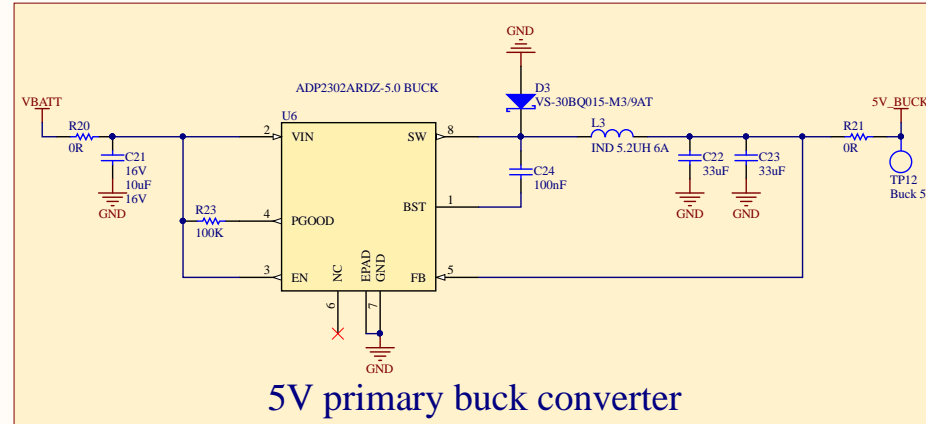 GND
ADP2302ARDZ-5.0 BUCK
D3
VS-30BQ015-M3/9AT
VBATT
5V_BUCK
U6
R20
0R
2
VIN
SW
8
L3
IND 5.2UH 6A
R21
0R
C21
16V
10uF
16V
GND
C24
100nF
C22
33uF
GND
C23
33uF
GND
TP12
Buck 5
R23
100K
4
PGOOD
BST
1
3
EN
NC
EPAD
GND
FB
5
6
7
GND
5V primary buck converter